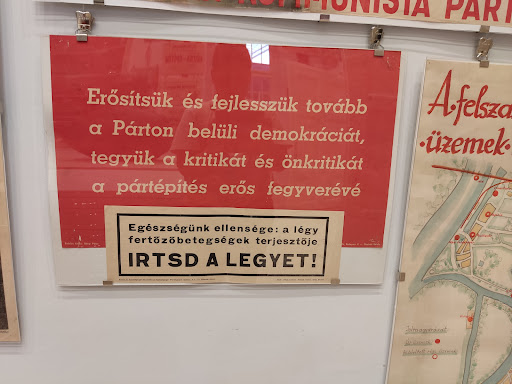 KOMMUNISTA PÁRT
Erősítsük és fejlesszük tovább
a Párton belüli demokráciát,
tegyük a kritikát és önkritikát
a pártépítés erős fegyverévé
Egészségünk ellensége: a légy
fertőzőbetegségek terjesztője
IRTSD A LEGYET!
A felsza
üzemek